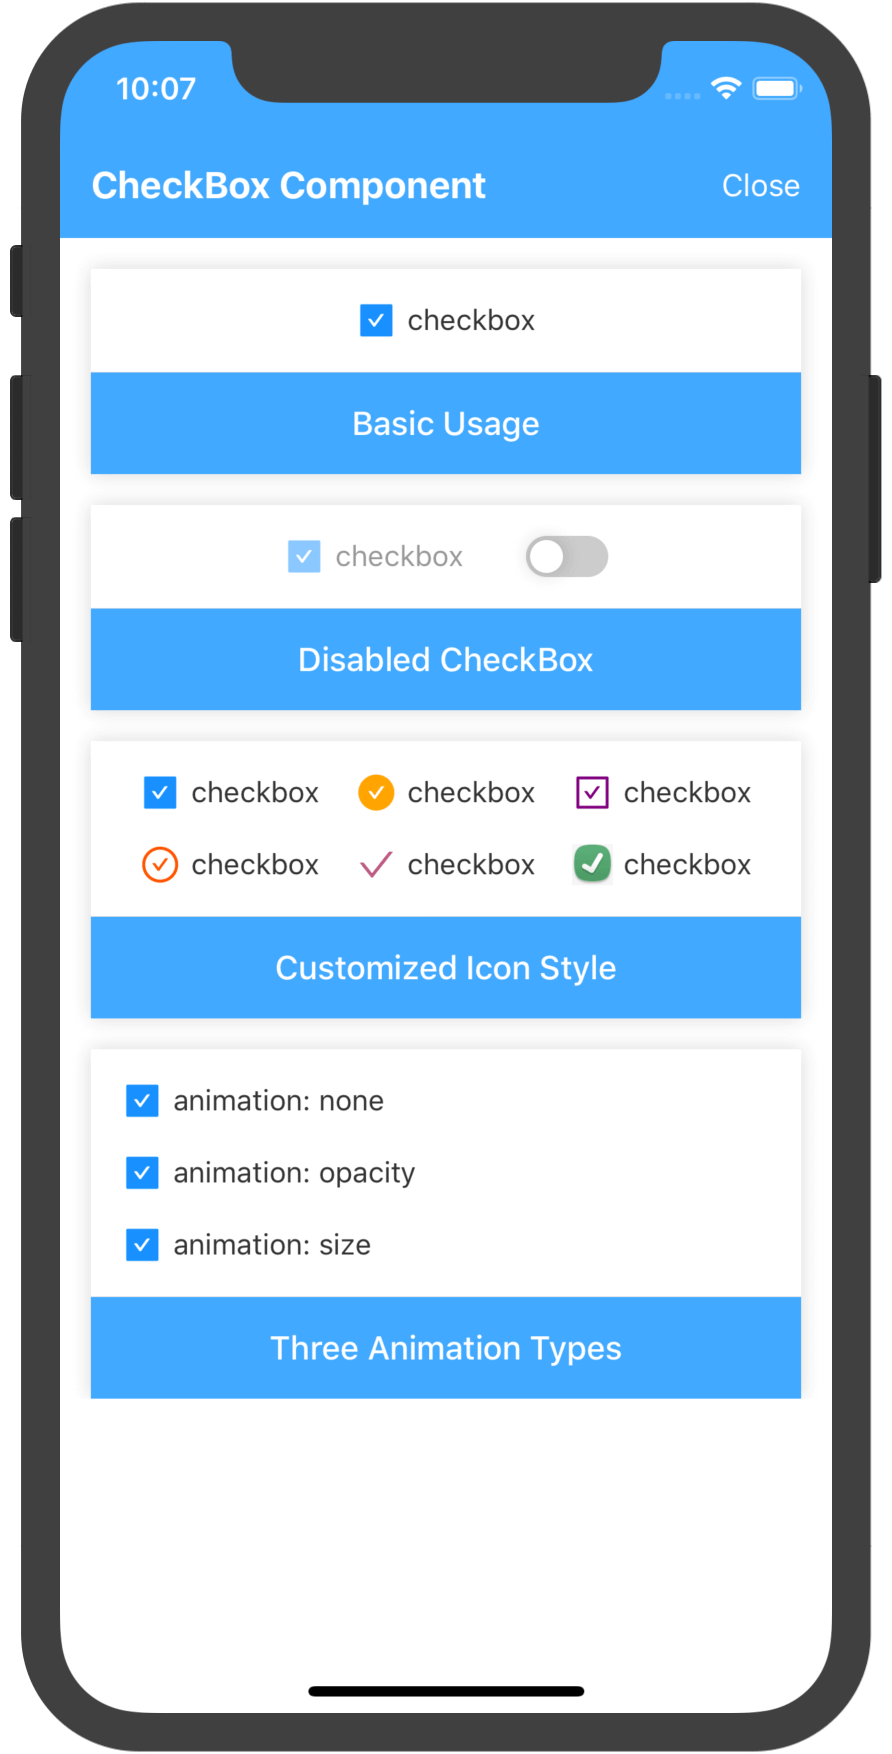 10:07
CheckBox Component Close
checkbox
Basic Usage
checkbox
Disabled CheckBox
checkbox checkbox checkbox
checkbox checkbox checkbox
Customized Icon Style
animation: none
animation: opacity
animation: size
Three Animation Types